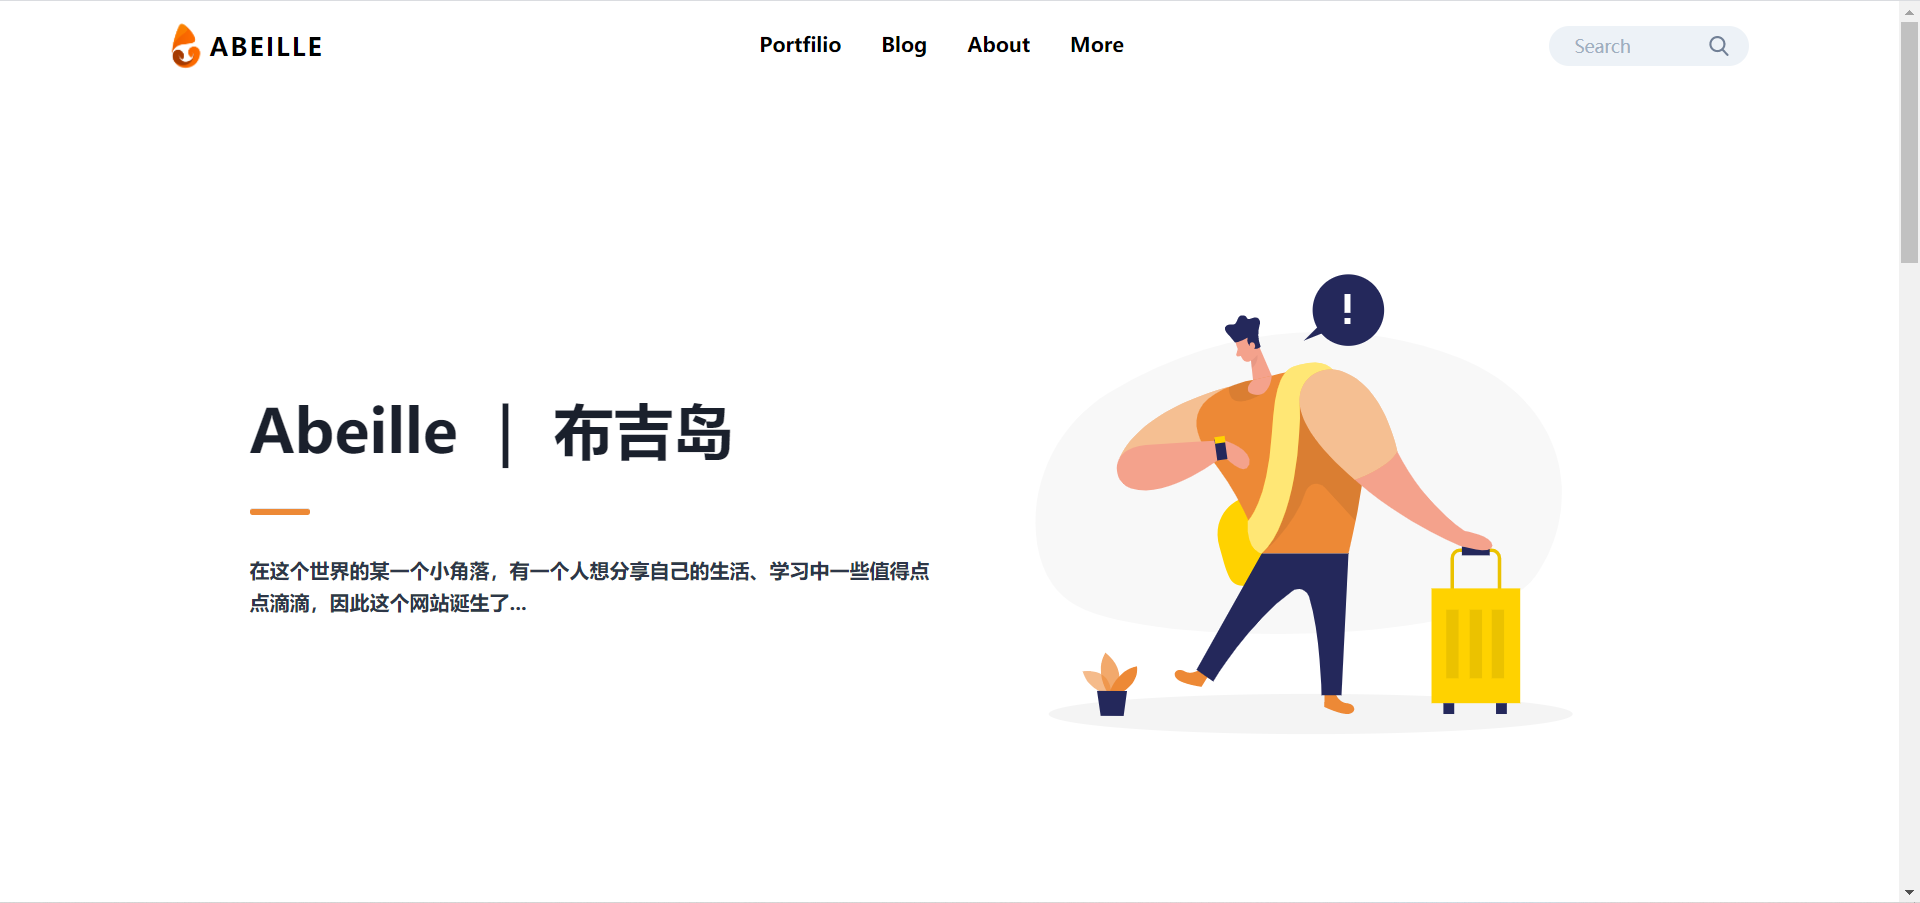 ABEILLE
Portfilio Blog About More
Search
!
Abeille | 布吉岛
在这个世界的某一个小角落，有一个人想分享自己的生活、学习中一些值得点
点滴滴，因此这个网站诞生了...